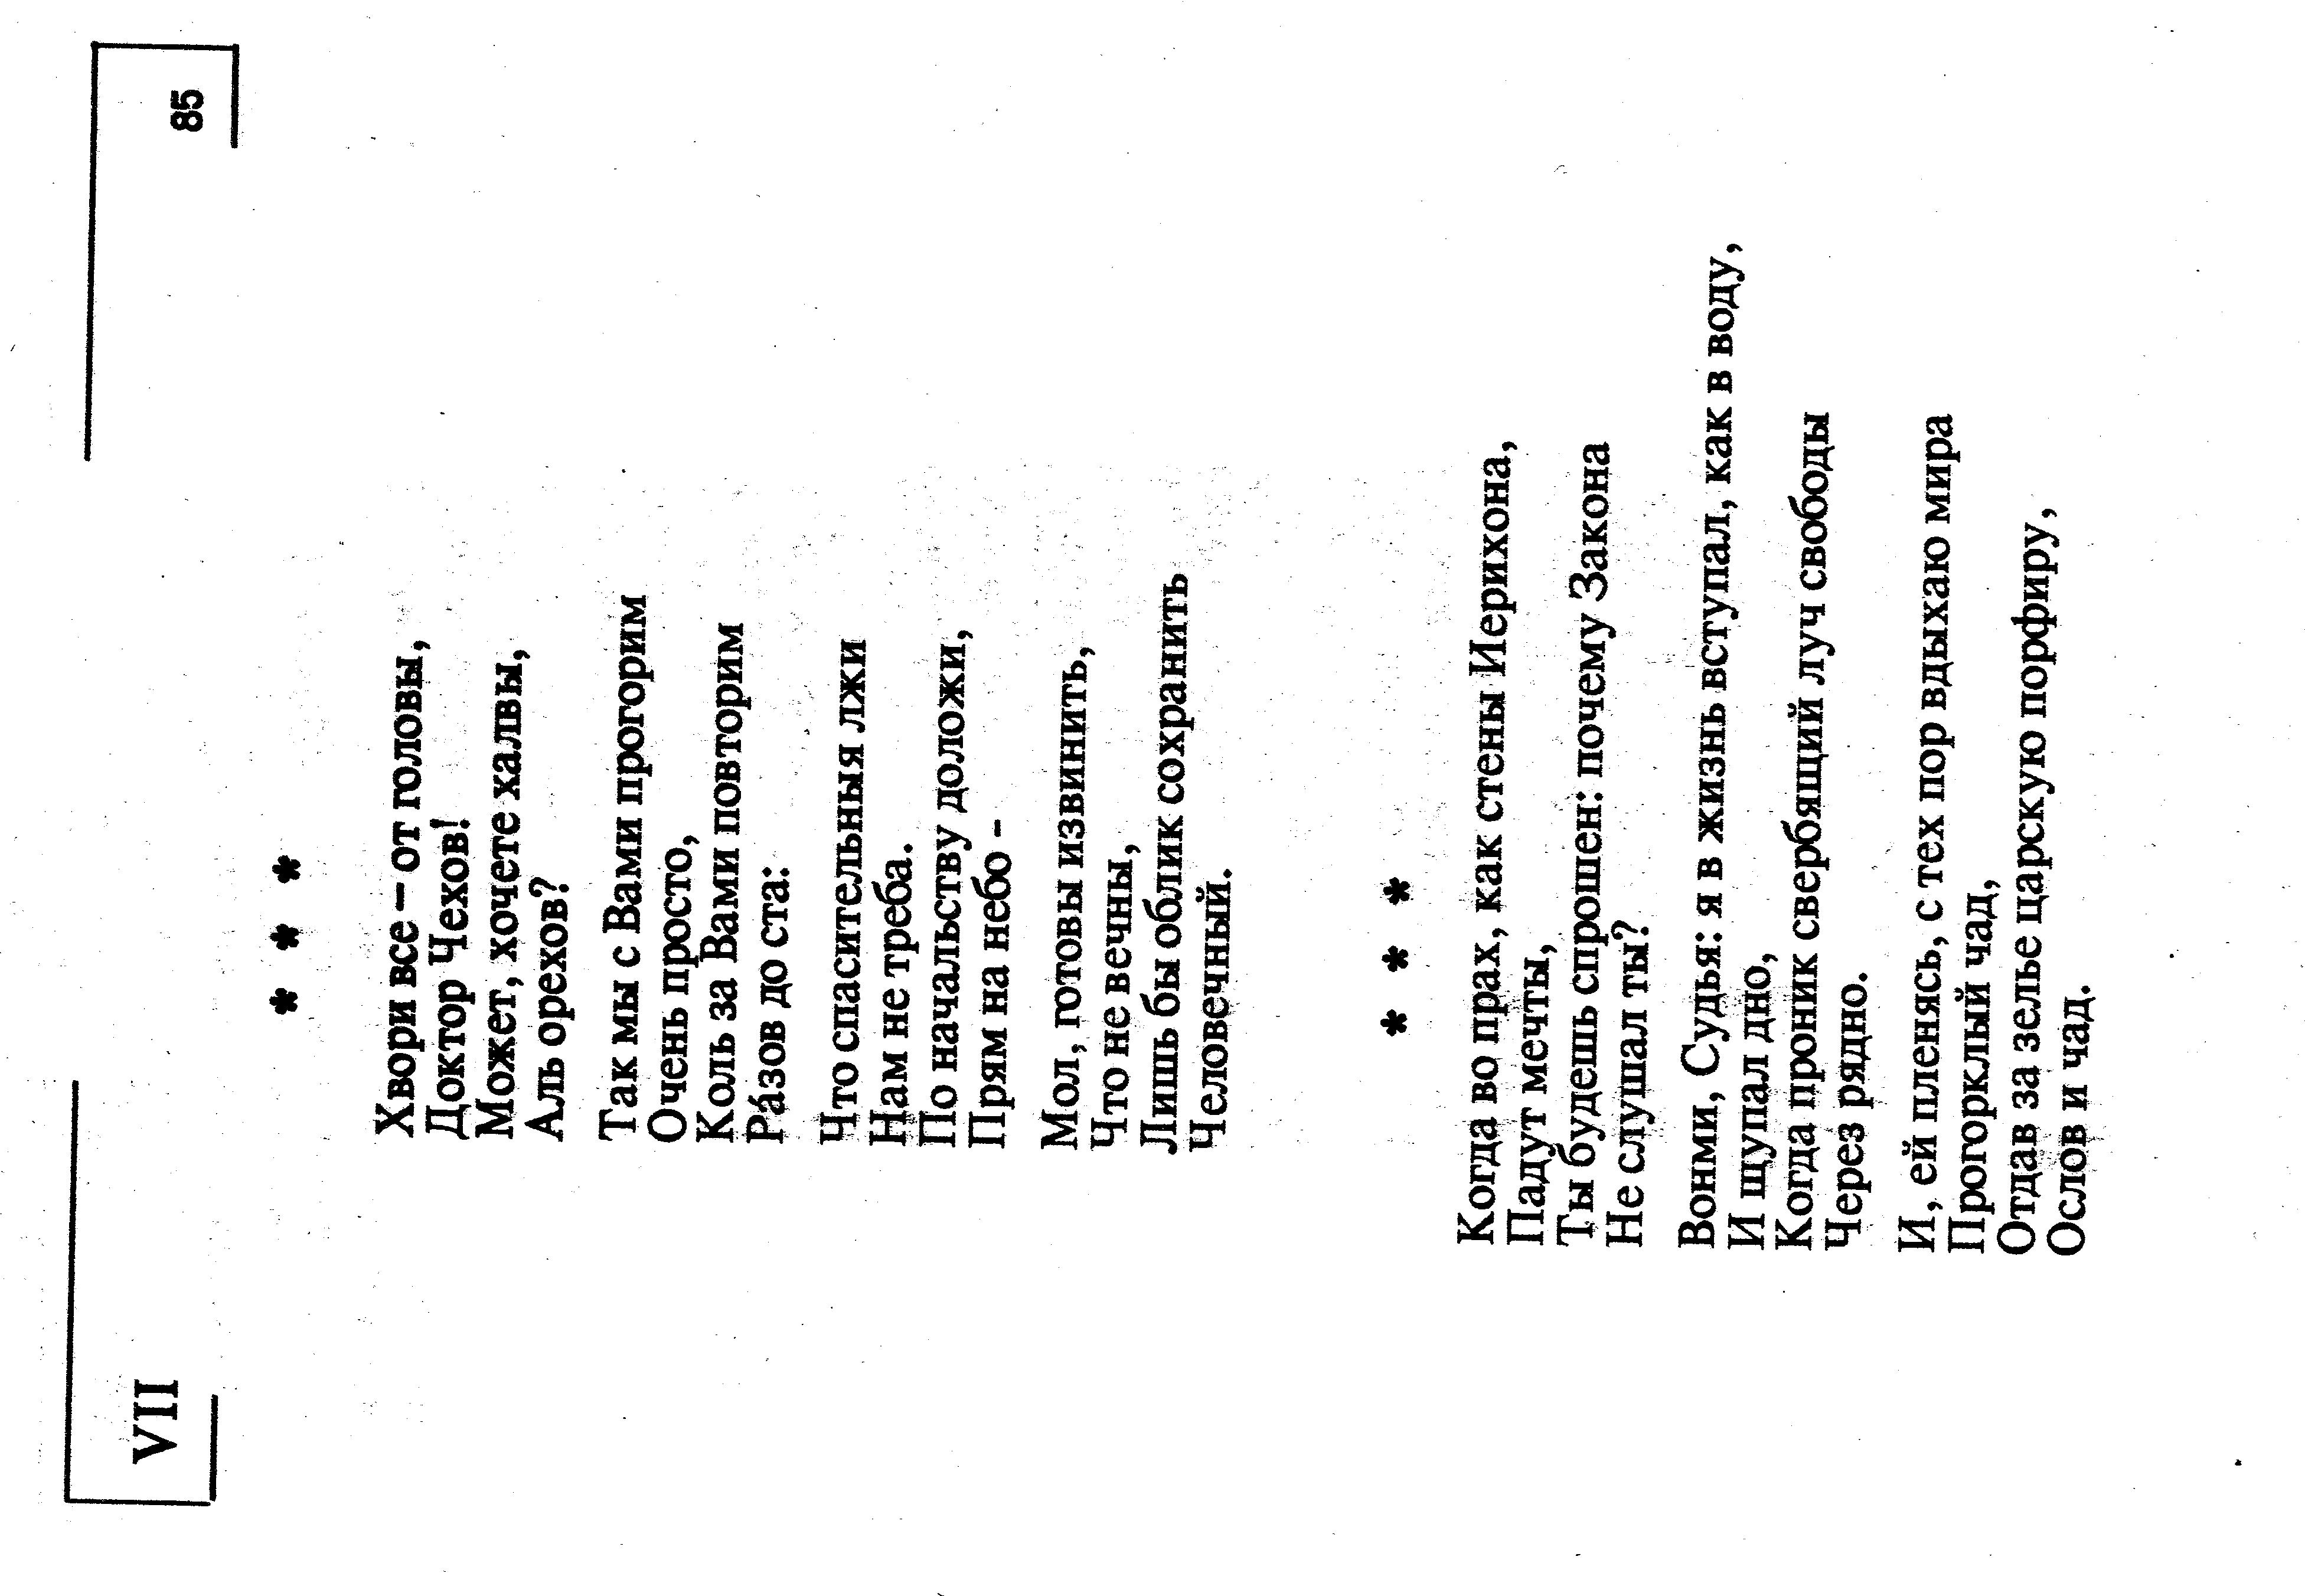 VII
85
* * *
Хвори все – от головы,
Доктор Чехов!
Может, хочете халвы,
Аль орехов?
Так мы с Вами прогорим
Очень просто,
Коль за Вами повторим
Ра́зов до ста:
Что спасительныя лжи
Нам не треба.
По начальству доложи,
Прям на небо –
Мол, готовы извинить,
Что не вечны,
Лишь бы облик сохранить
Человечный.
* * *
Когда во прах, как стены Иерихона,
Падут мечты,
Ты будешь спрошен: почему Закона
Не слушал ты?
Вонми, Судья: я в жизнь вступал, как в воду,
И щупал дно,
Когда проник свербящий луч свободы
Через рядно.
И, ей пленясь, с тех пор вдыхаю мира
Прогорклый чад,
Отдав за зелье царскую порфиру,
Ослов и чад.